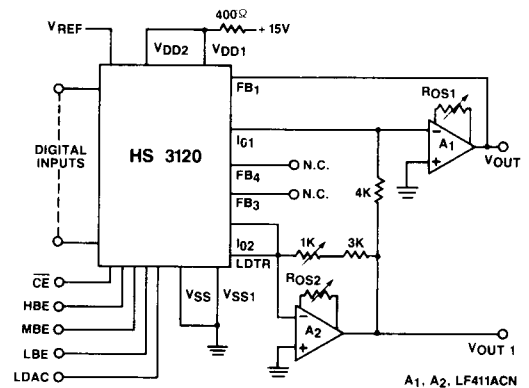 400Ω
VREF
+ 15V
VDD2
VDD1
FB1
ROS1
IO1
A1
VOUT
DIGITAL
INPUTS
HS 3120
FB4
N.C.
FB3
N.C.
4K
IO2
1K
3K
LDTR
CE
HBE
MBE
LBE
LDAC
VSS
VSS1
ROS2
A2
VOUT 1
A1, A2, LF411ACN